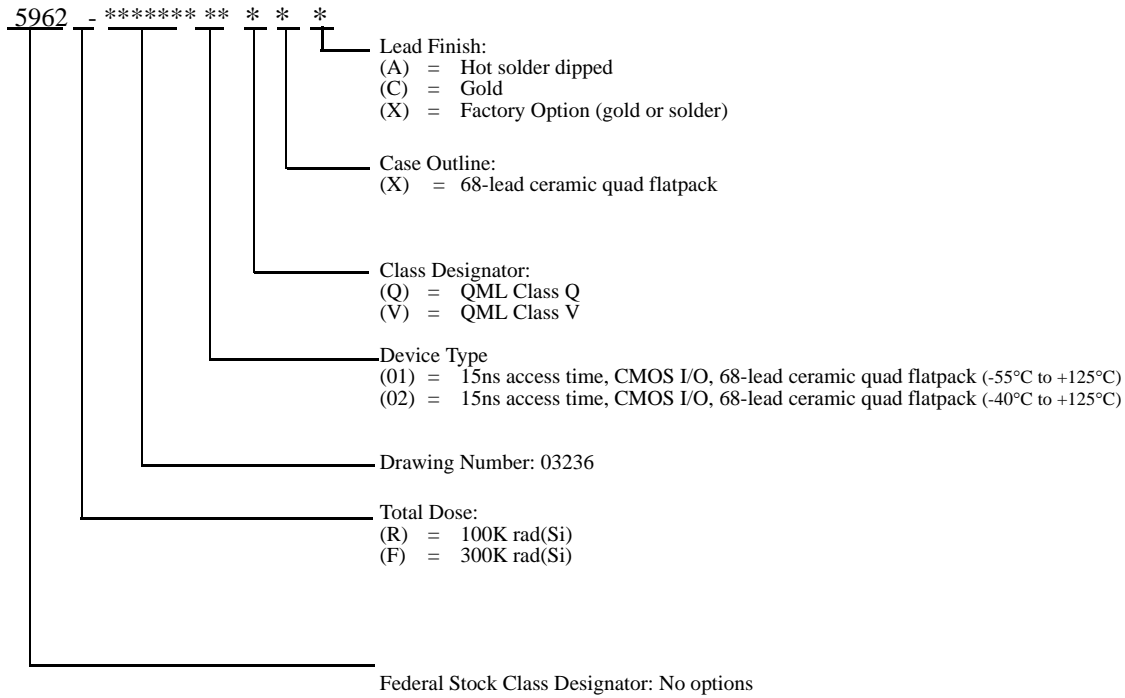 5962 - ******* ** * * *
Lead Finish:
(A) = Hot solder dipped
(C) = Gold
(X) = Factory Option (gold or solder)
Case Outline:
(X) = 68-lead ceramic quad flatpack
Class Designator:
(Q) = QML Class Q
(V) = QML Class V
Device Type
(01) = 15ns access time, CMOS I/O, 68-lead ceramic quad flatpack (-55°C to +125°C)
(02) = 15ns access time, CMOS I/O, 68-lead ceramic quad flatpack (-40°C to +125°C)
Drawing Number: 03236
Total Dose:
(R) = 100K rad(Si)
(F) = 300K rad(Si)
Federal Stock Class Designator: No options